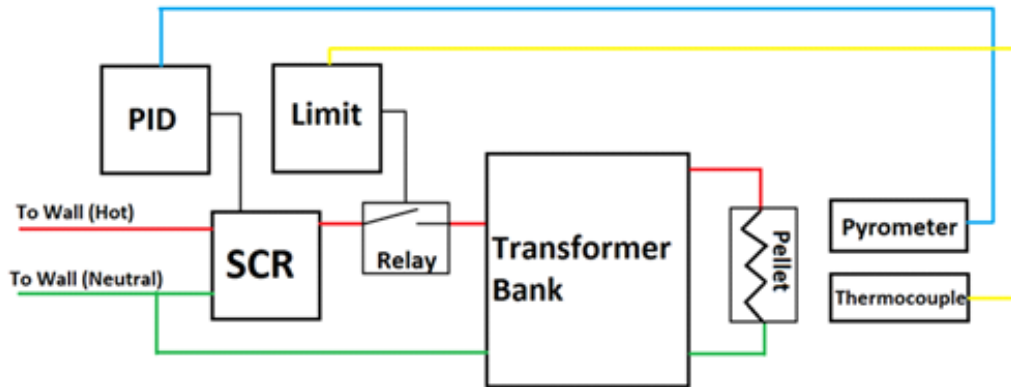 PID
Limit
To Wall (Hot)
To Wall (Neutral)
SCR
Relay
Transformer
Bank
Pellet
Pyrometer
Thermocouple